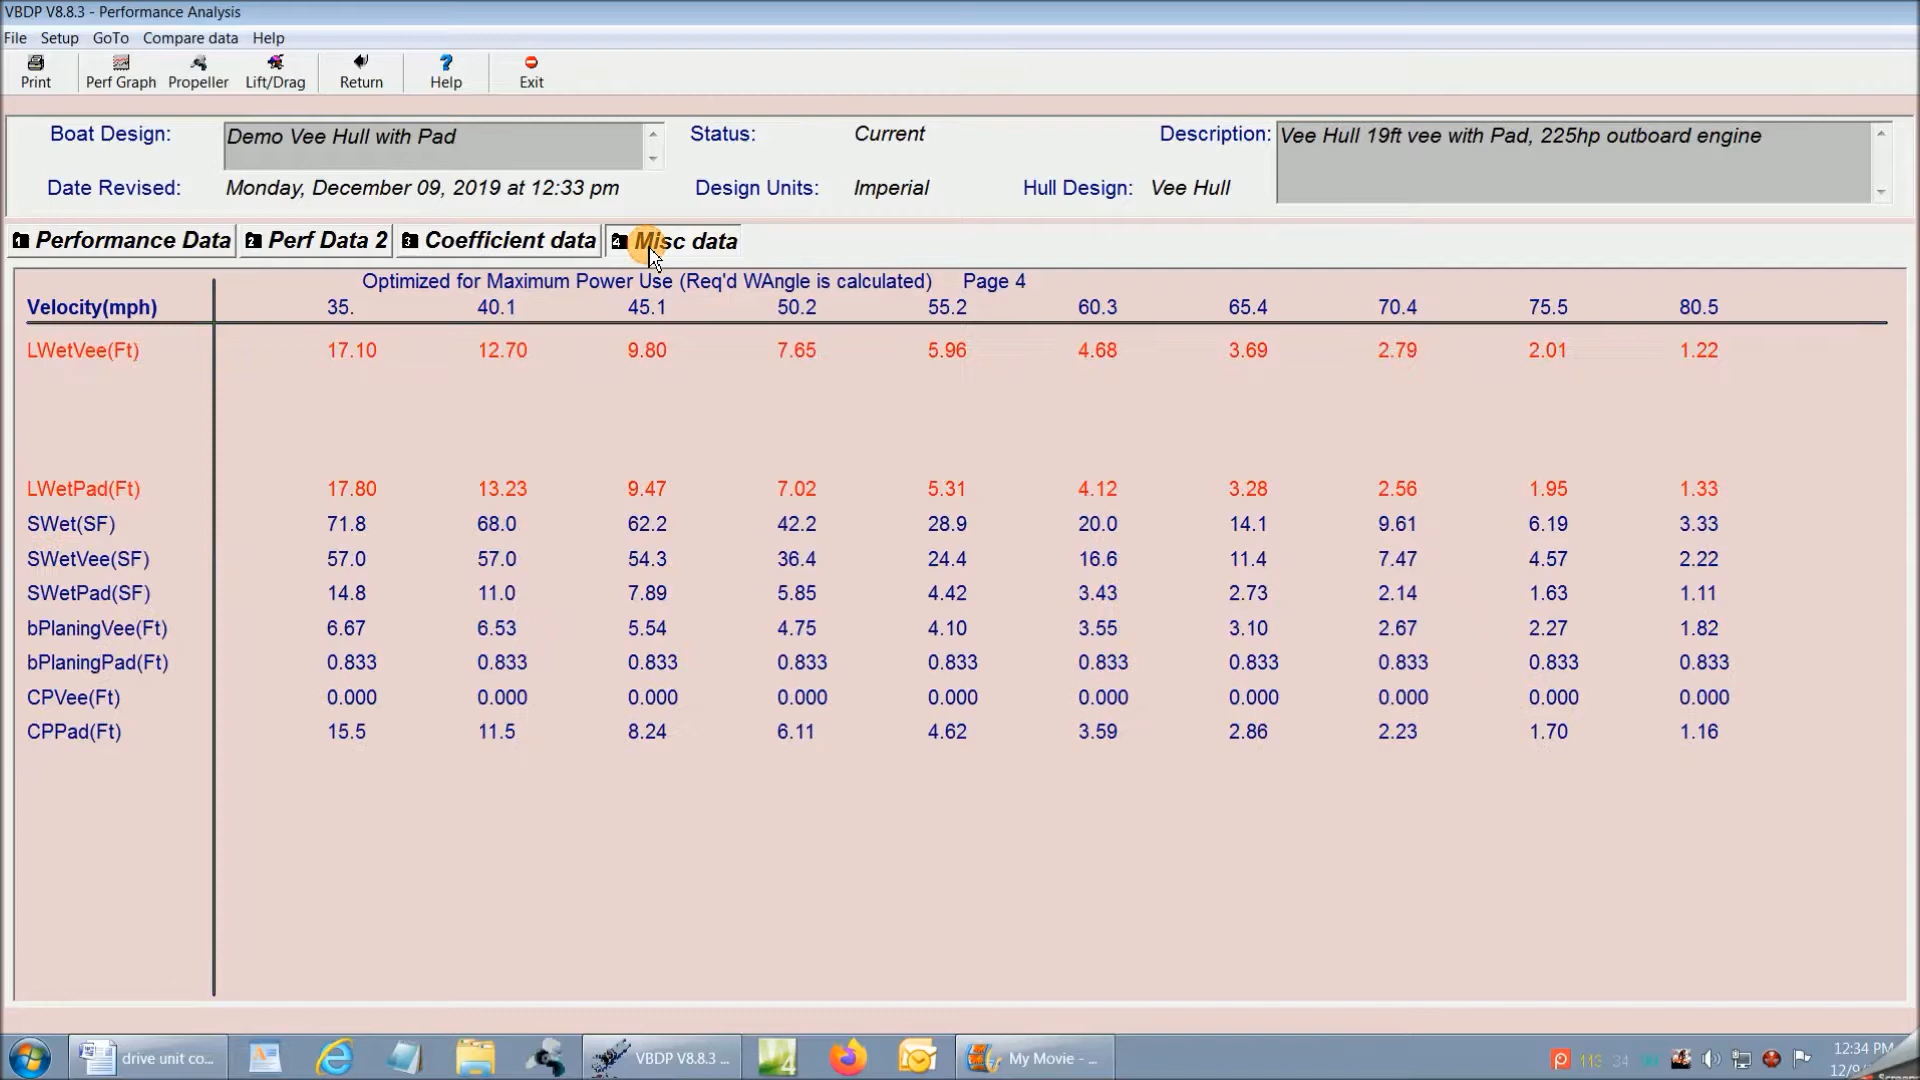 VBDP V8.8.3 - Performance Analysis
File Setup GoTo Compare data Help
Print Perf Graph Propeller Lift/Drag Return Help Exit
Boat Design: Demo Vee Hull with Pad Status: Current Description: Vee Hull 19ft vee with Pad, 225hp outboard engine
Date Revised: Monday, December 09, 2019 at 12:33 pm Design Units: Imperial Hull Design: Vee Hull
1 Performance Data 2 Perf Data 2 3 Coefficient data 4 Misc data
Optimized for Maximum Power Use (Req'd WAngle is calculated) Page 4
Velocity(mph) 35. 40.1 45.1 50.2 55.2 60.3 65.4 70.4 75.5 80.5
LWetVee(Ft) 17.10 12.70 9.80 7.65 5.96 4.68 3.69 2.79 2.01 1.22
LWetPad(Ft) 17.80 13.23 9.47 7.02 5.31 4.12 3.28 2.56 1.95 1.33
SWet(SF) 71.8 68.0 62.2 42.2 28.9 20.0 14.1 9.61 6.19 3.33
SWetVee(SF) 57.0 57.0 54.3 36.4 24.4 16.6 11.4 7.47 4.57 2.22
SWetPad(SF) 14.8 11.0 7.89 5.85 4.42 3.43 2.73 2.14 1.63 1.11
bPlaningVee(Ft) 6.67 6.53 5.54 4.75 4.10 3.55 3.10 2.67 2.27 1.82
bPlaningPad(Ft) 0.833 0.833 0.833 0.833 0.833 0.833 0.833 0.833 0.833 0.833
CPVee(Ft) 0.000 0.000 0.000 0.000 0.000 0.000 0.000 0.000 0.000 0.000
CPPad(Ft) 15.5 11.5 8.24 6.11 4.62 3.59 2.86 2.23 1.70 1.16
drive unit co... VBDP V8.8.3 ... My Movie - ... 12:34 PM